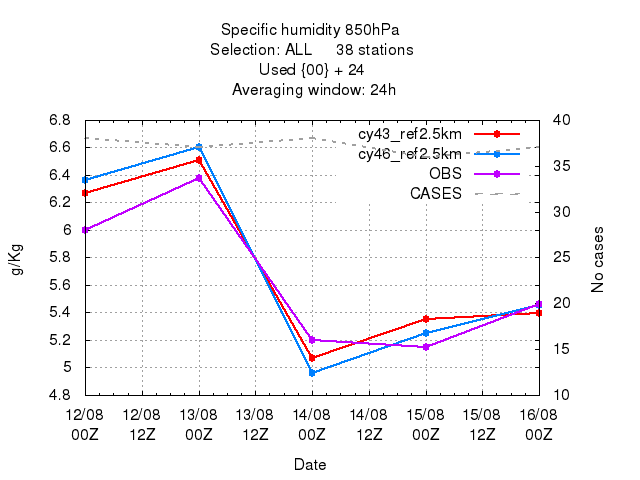 Specific humidity 850hPa
Selection: ALL 38 stations
Used {00} + 24
Averaging window: 24h
6.8
6.6
6.4
6.2
6
5.8
5.6
5.4
5.2
5
4.8
g/Kg
cy43_ref2.5km
cy46_ref2.5km
OBS
CASES
40
35
30
25
20
15
10
No cases
12/08 12/08 13/08 13/08 14/08 14/08 15/08 15/08 16/08
00Z 12Z 00Z 12Z 00Z 12Z 00Z 12Z 00Z
Date